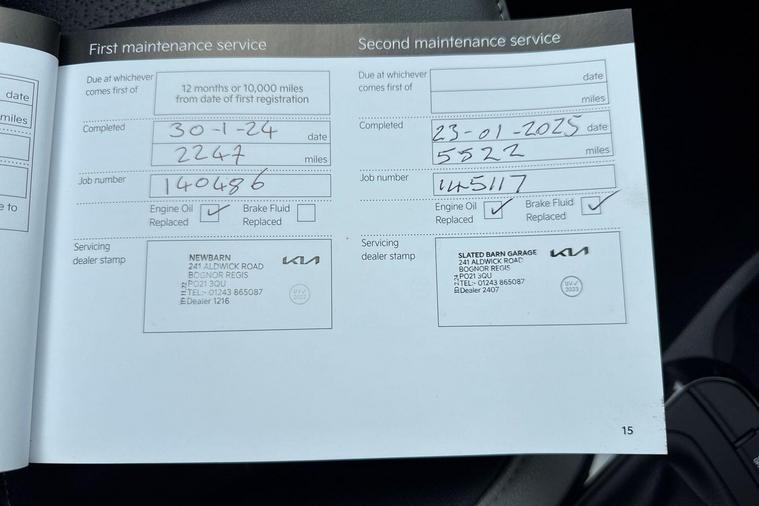 First maintenance service
Due at whichever
comes first of
12 months or 10,000 miles
from date of first registration
Completed
30-1-24 date
2247 miles
Job number
140486
Engine Oil
Replaced
Brake Fluid
Replaced
Servicing
dealer stamp
NEWBARN
241 ALDWICK ROAD
BOGNOR REGIS
PO21 3QU
TEL:- 01243 865087
Dealer 1216
KIA
Second maintenance service
Due at whichever
comes first of
date
miles
Completed
23-01-2025 date
5522 miles
Job number
145117
Engine Oil
Replaced
Brake Fluid
Replaced
Servicing
dealer stamp
SLATED BARN GARAGE
241 ALDWICK ROAD
BOGNOR REGIS
PO21 3QU
TEL:- 01243 865087
Dealer 2407
KIA
date
miles
e to
15